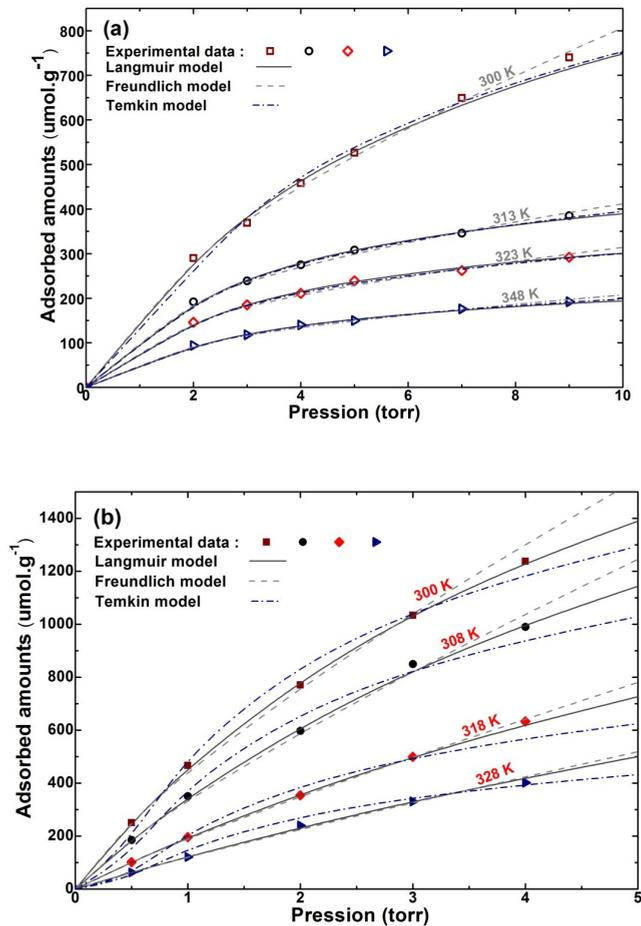 (a)
Experimental data :
Langmuir model
Freundlich model
Temkin model
300 K
313 K
323 K
348 K
800
700
600
500
400
300
200
100
0
0 2 4 6 8 10
Adsorbed amounts (umol.g-1)
Pression (torr)
(b)
Experimental data :
Langmuir model
Freundlich model
Temkin model
300 K
308 K
318 K
328 K
1400
1200
1000
800
600
400
200
0
0 1 2 3 4 5
Adsorbed amounts (umol.g-1)
Pression (torr)